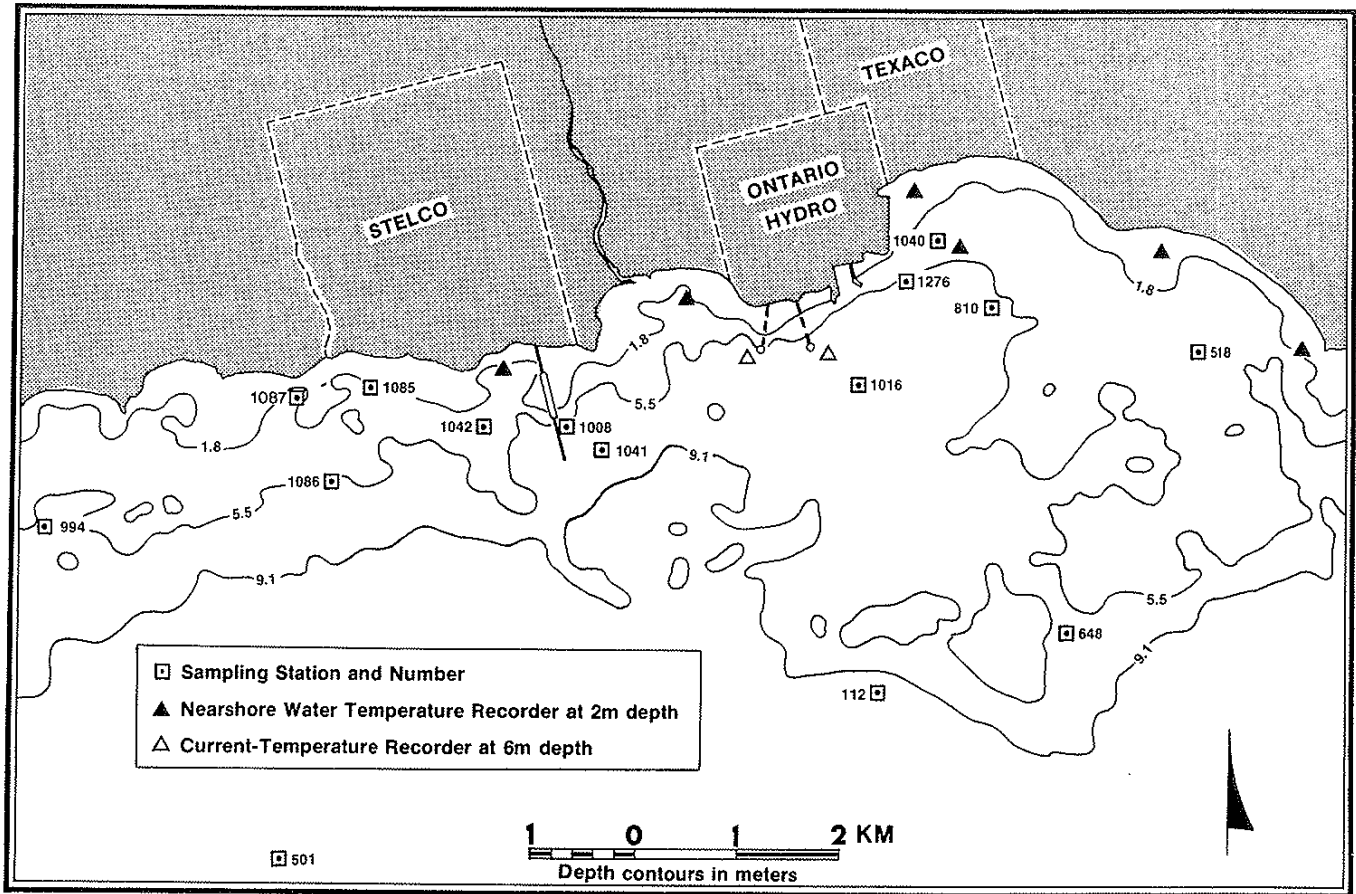 TEXACO
ONTARIO
HYDRO
STELCO
1040
1276
810
1.8
518
1.8
1016
5.5
1087
1085
1042
1008
1041
1.8
9.1
1086
5.5
994
9.1
5.5
648
9.1
112
Sampling Station and Number
Nearshore Water Temperature Recorder at 2m depth
Current-Temperature Recorder at 6m depth
1 0 1 2 KM
Depth contours in meters
501